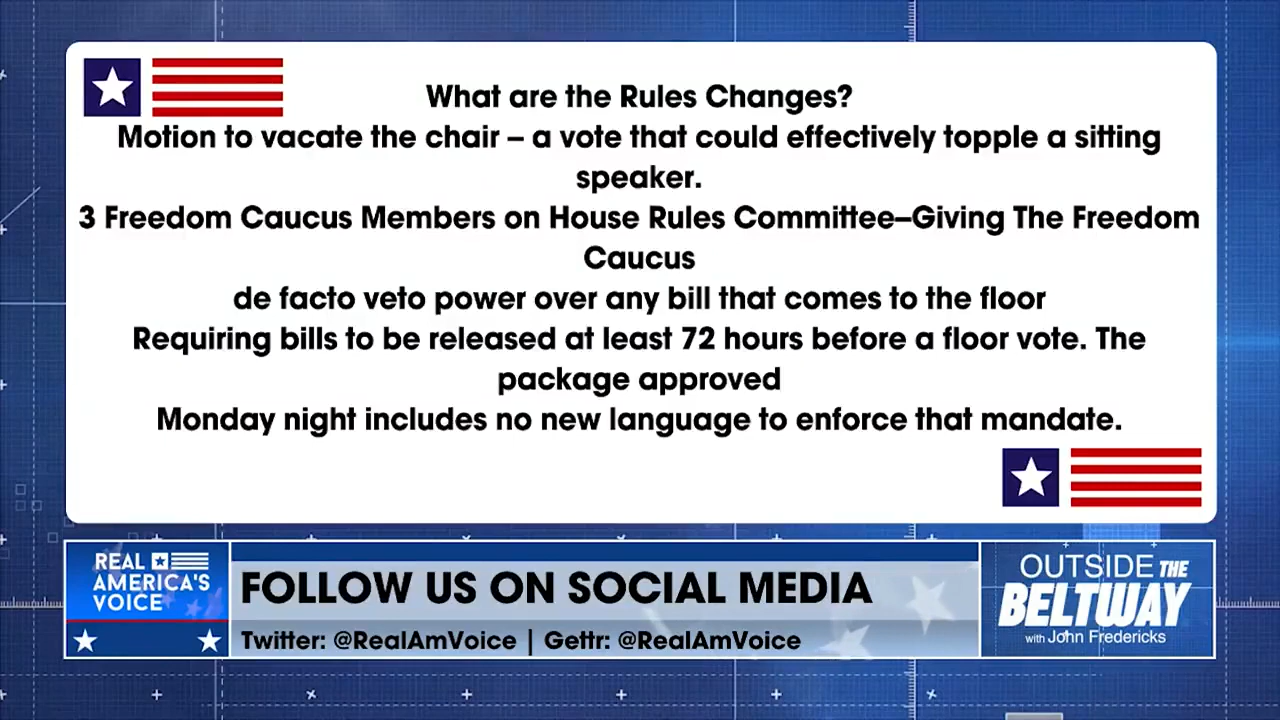 What are the Rules Changes?
Motion to vacate the chair – a vote that could effectively topple a sitting
speaker.
3 Freedom Caucus Members on House Rules Committee–Giving The Freedom
Caucus
de facto veto power over any bill that comes to the floor
Requiring bills to be released at least 72 hours before a floor vote. The
package approved
Monday night includes no new language to enforce that mandate.
REAL
AMERICA'S
VOICE
FOLLOW US ON SOCIAL MEDIA
Twitter: @RealAmVoice | Gettr: @RealAmVoice
OUTSIDE THE
BELTWAY
with John Fredericks